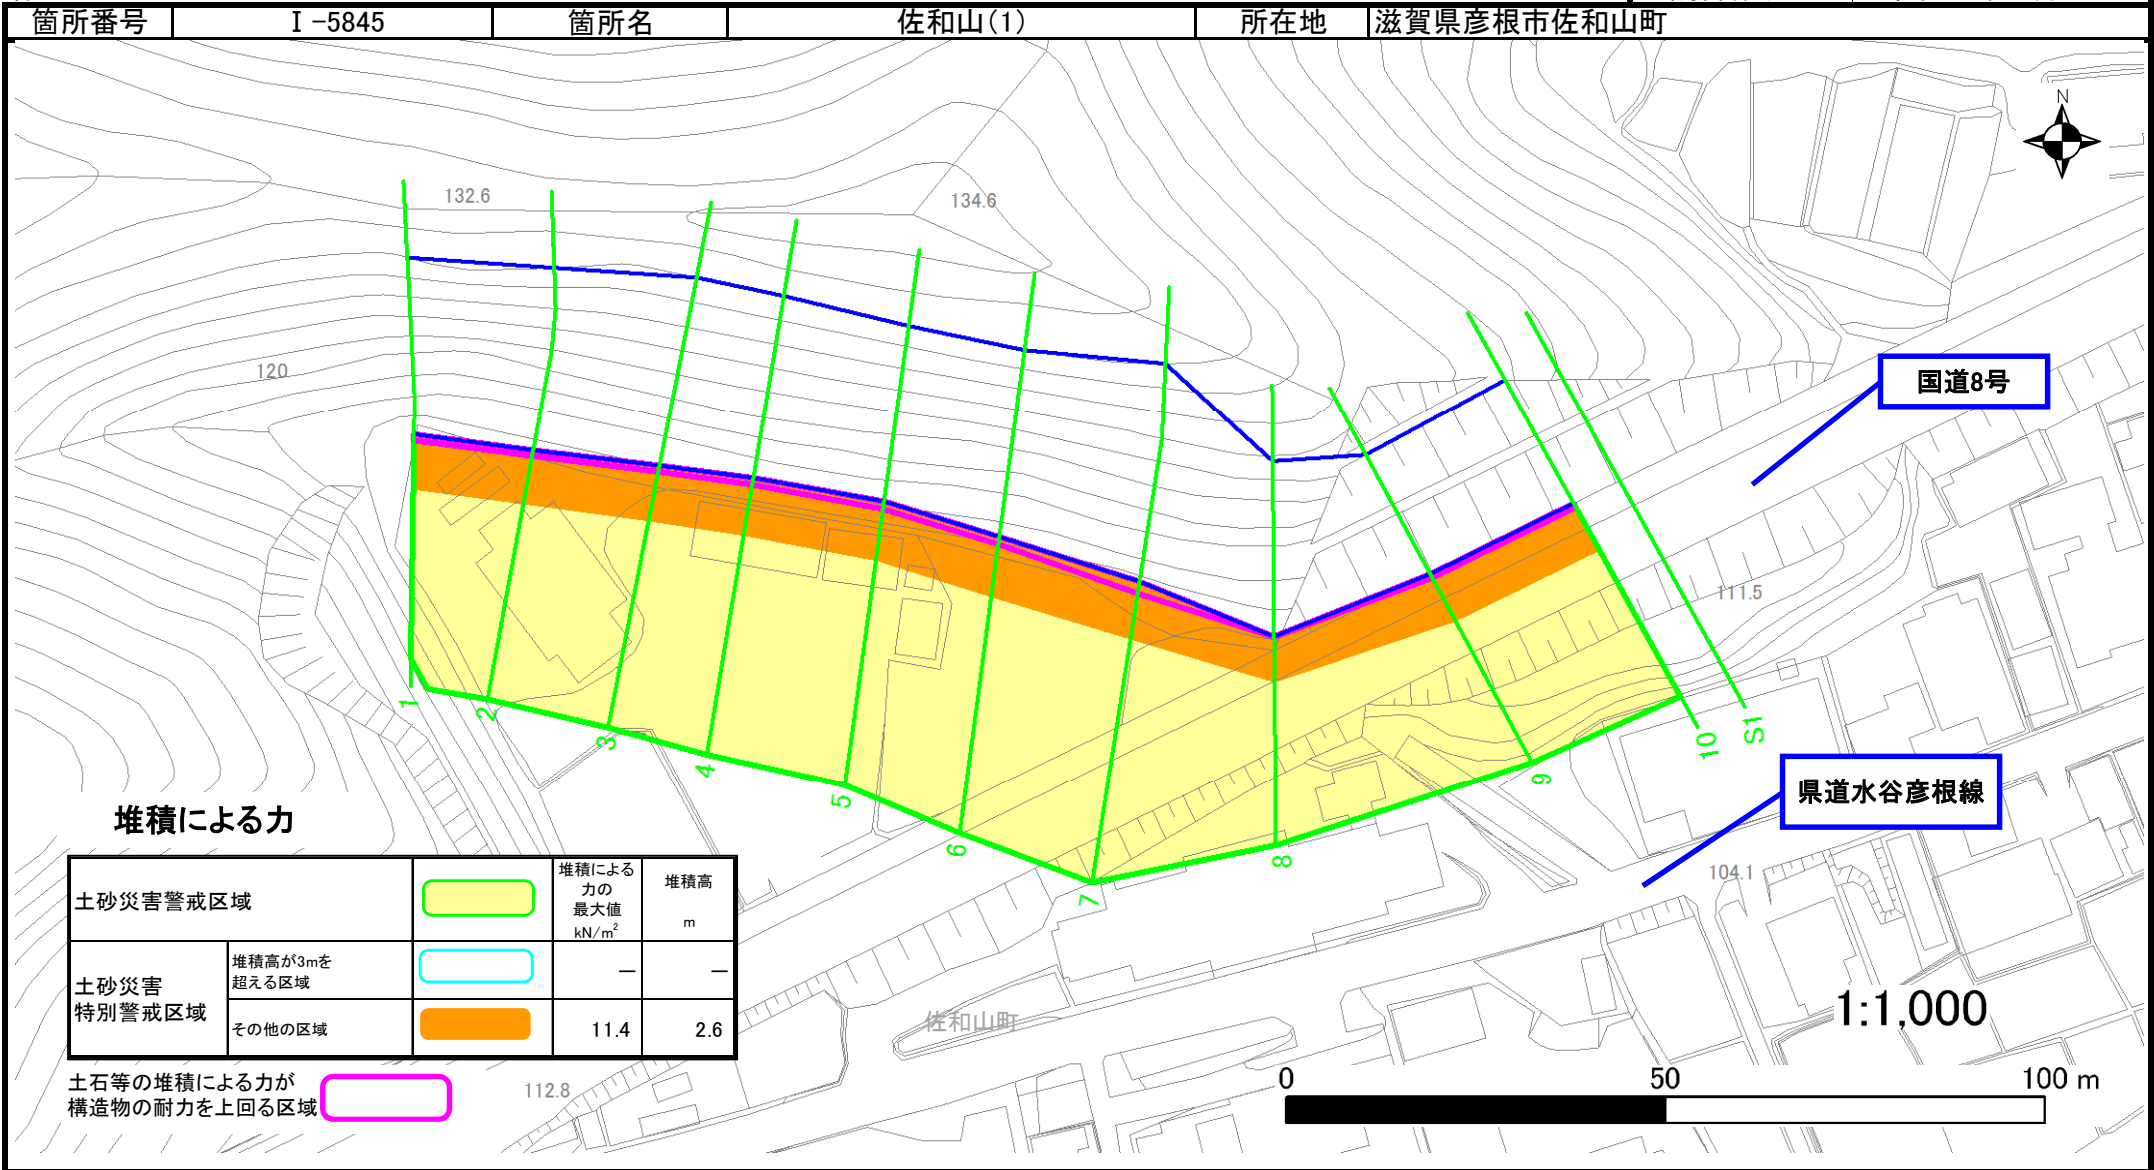 箇所番号 Ⅰ-5845 箇所名 佐和山(1) 所在地 滋賀県彦根市佐和山町
N
132.6
134.6
120
国道8号
111.5
1
2
3
4
5
6
7
8
9
10
S1
県道水谷彦根線
104.1
堆積による力
土砂災害警戒区域
堆積による
力の
最大値
kN/m²
堆積高
m
土砂災害
特別警戒区域
堆積高が3mを
超える区域
－ －
その他の区域
11.4 2.6
土石等の堆積による力が
構造物の耐力を上回る区域
112.8
佐和山町
1:1,000
0 50 100 m